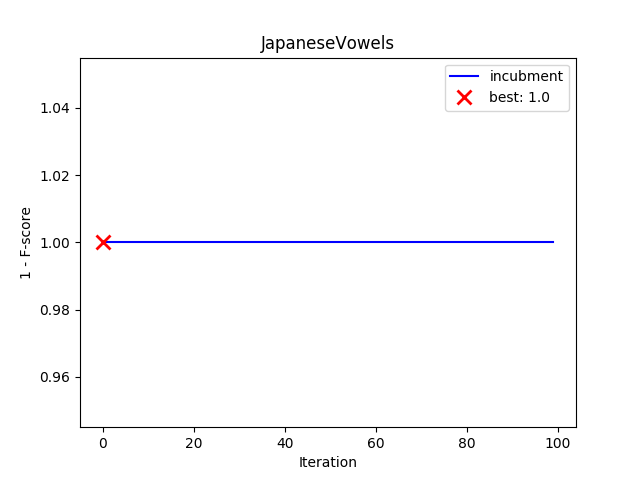 JapaneseVowels
incubment
best: 1.0
1.04
1.02
1.00
0.98
0.96
1 - F-score
0 20 40 60 80 100
Iteration